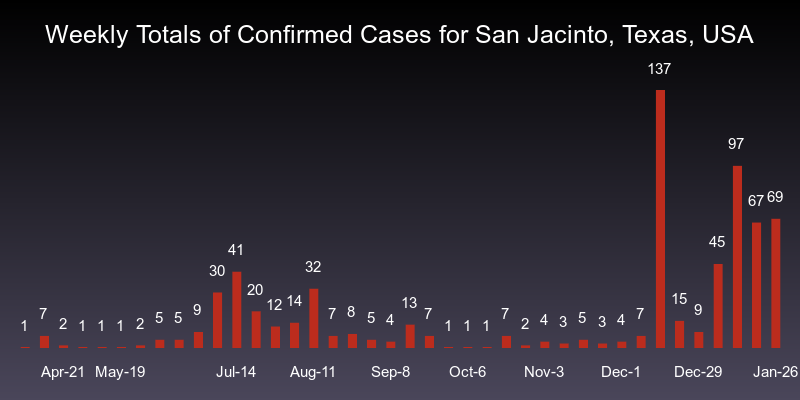 Weekly Totals of Confirmed Cases for San Jacinto, Texas, USA
1 7 2 1 1 1 2 5 5 9 30 41 20 12 14 32 7 8 5 4 13 7 1 1 1 7 2 4 3 5 3 4 7 137 15 9 45 97 67 69
Apr-21 May-19 Jul-14 Aug-11 Sep-8 Oct-6 Nov-3 Dec-1 Dec-29 Jan-26